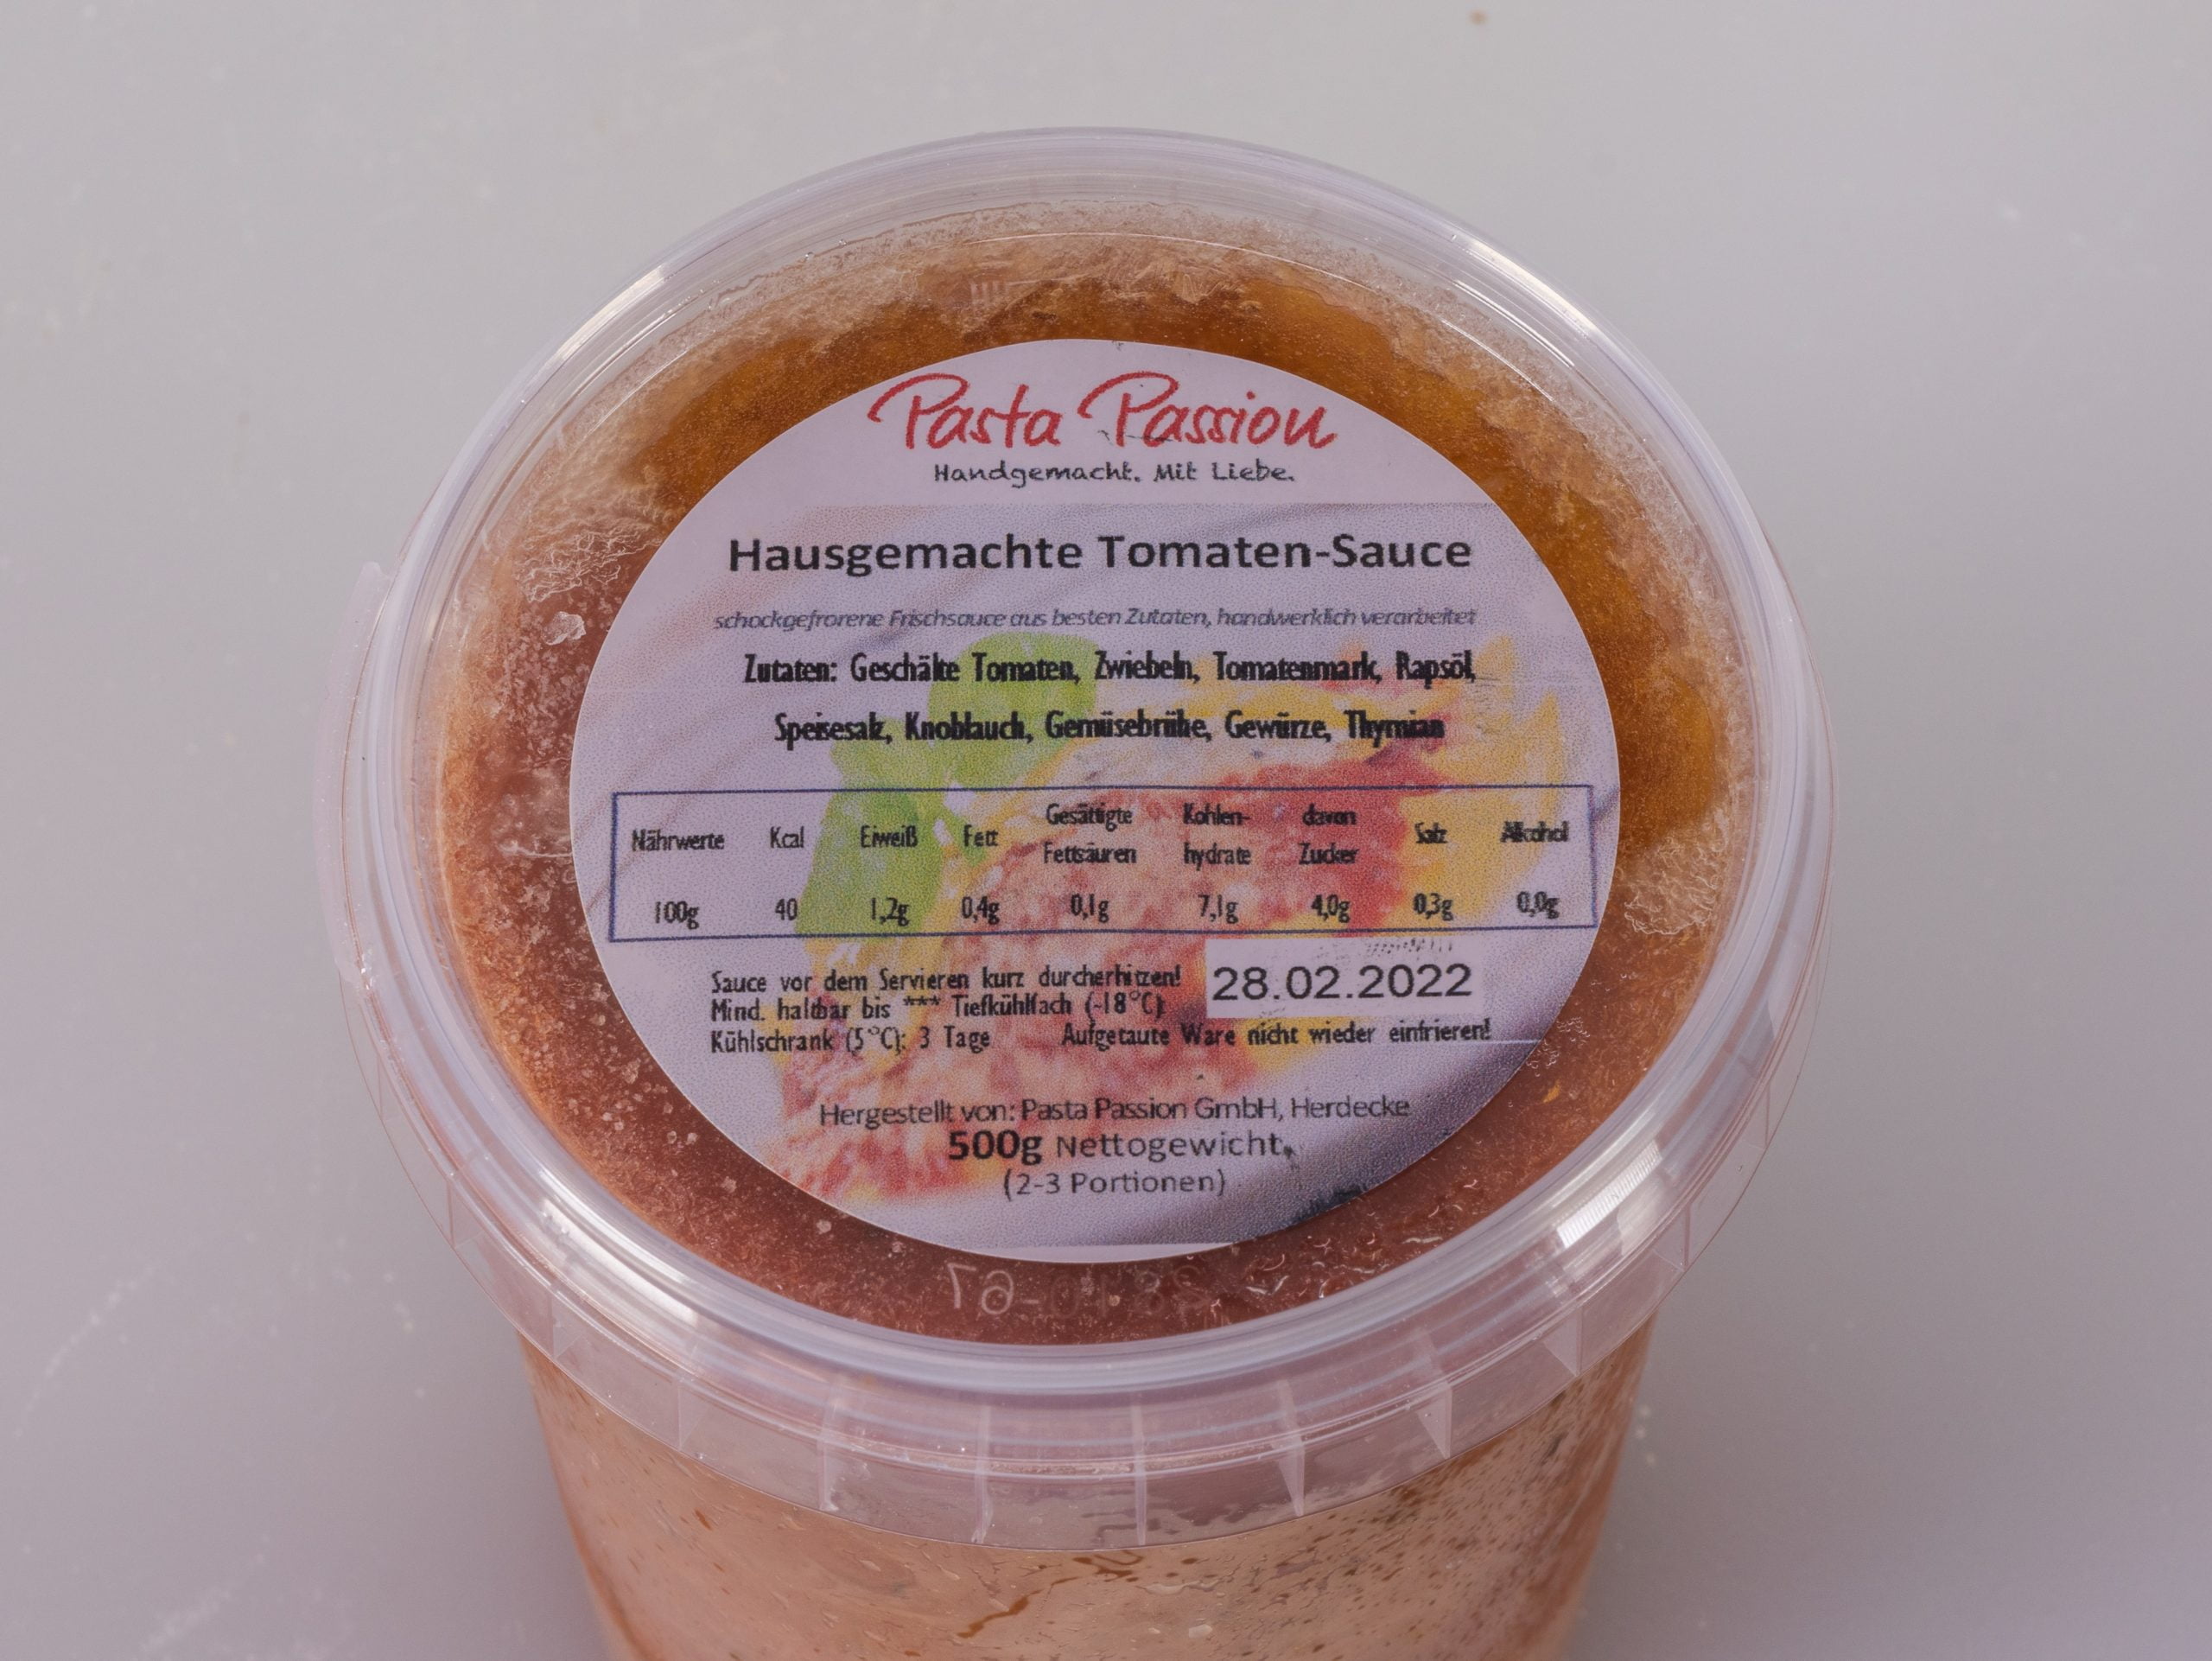 Pasta Passion
Handgemacht. Mit Liebe.
Hausgemachte Tomaten-Sauce
schockgefrorene Frischsauce aus besten Zutaten, handwerklich verarbeitet
Zutaten: Geschälte Tomaten, Zwiebeln, Tomatenmark, Rapsöl,
Speisesalz, Knoblauch, Gemüsebrühe, Gewürze, Thymian
Nährwerte Kcal Eiweiß Fett Gesättigte Fettsäuren Kohlen-hydrate davon Zucker Salz Alkohol
100g 40 1,2g 0,4g 0,1g 7,1g 4,0g 0,3g 0,0g
Sauce vor dem Servieren kurz durcherhitzen!
Mind. haltbar bis *** Tiefkühlfach (-18°C): 28.02.2022
Kühlschrank (5°C): 3 Tage Aufgetaute Ware nicht wieder einfrieren!
Hergestellt von: Pasta Passion GmbH, Herdecke
500g Nettogewicht,
(2-3 Portionen)